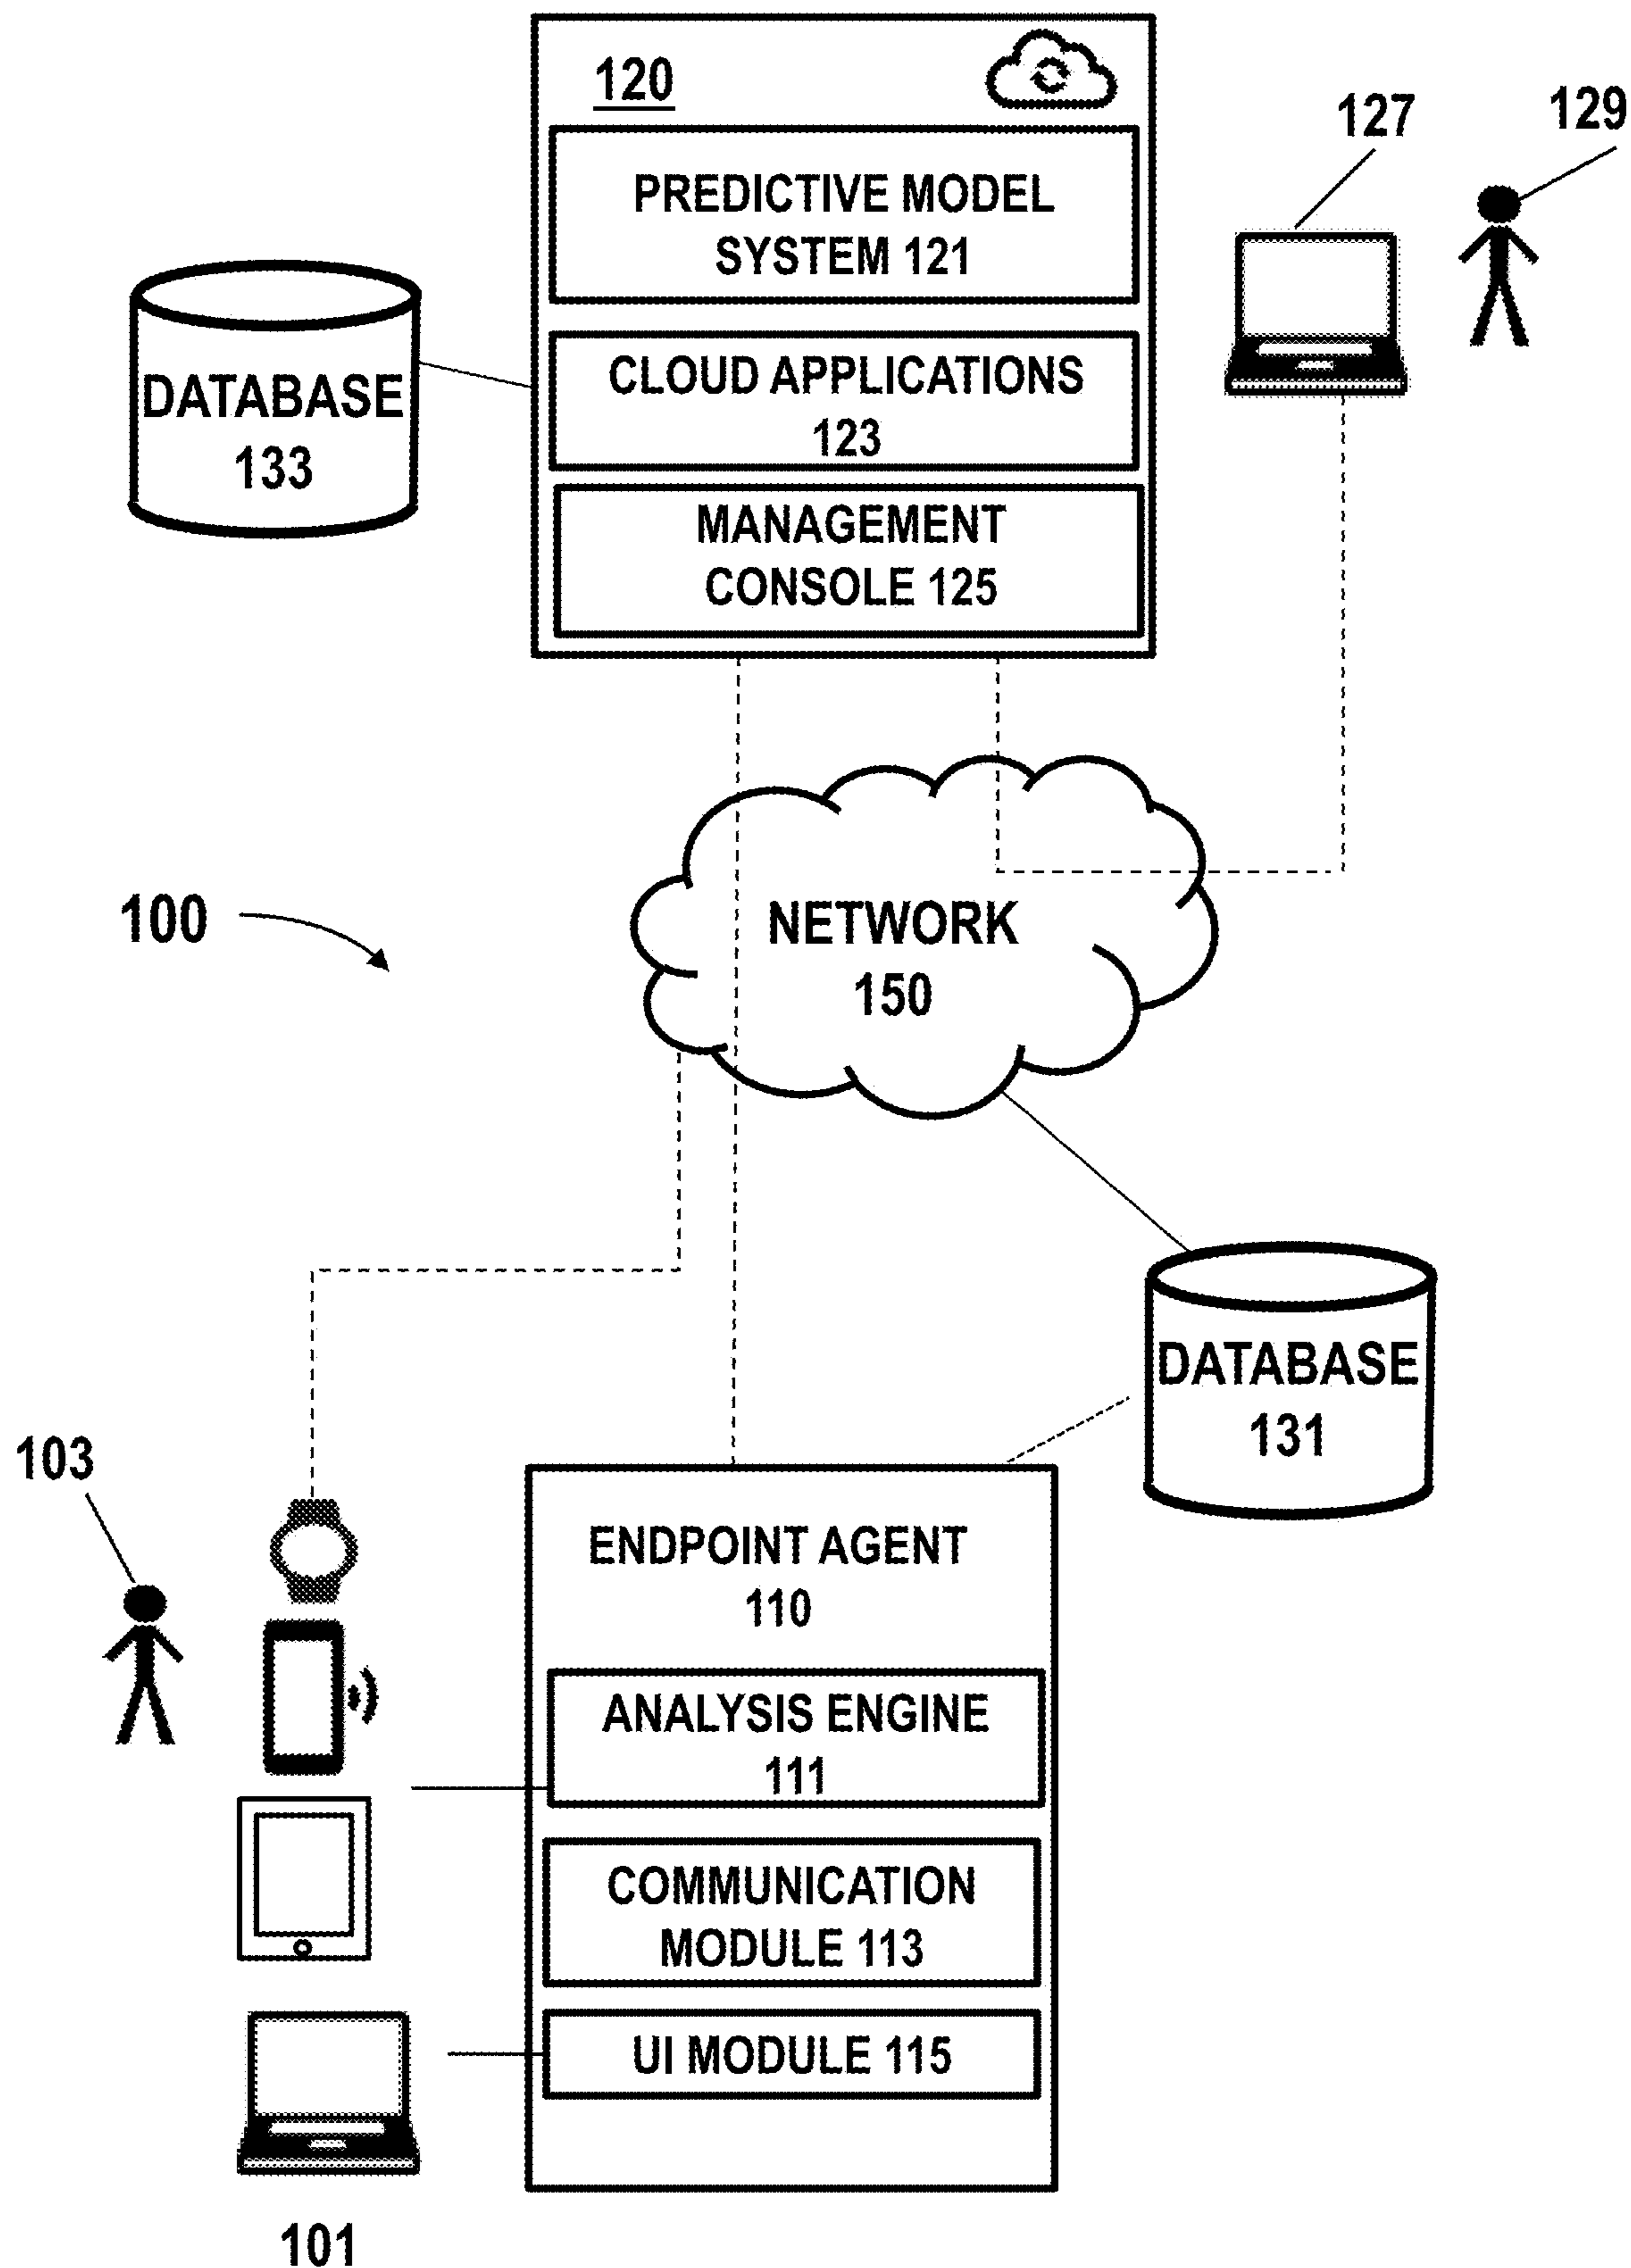 120
PREDICTIVE MODEL
SYSTEM 121
CLOUD APPLICATIONS
123
MANAGEMENT
CONSOLE 125
127
129
DATABASE
133
100
NETWORK
150
DATABASE
131
103
ENDPOINT AGENT
110
ANALYSIS ENGINE
111
COMMUNICATION
MODULE 113
UI MODULE 115
101